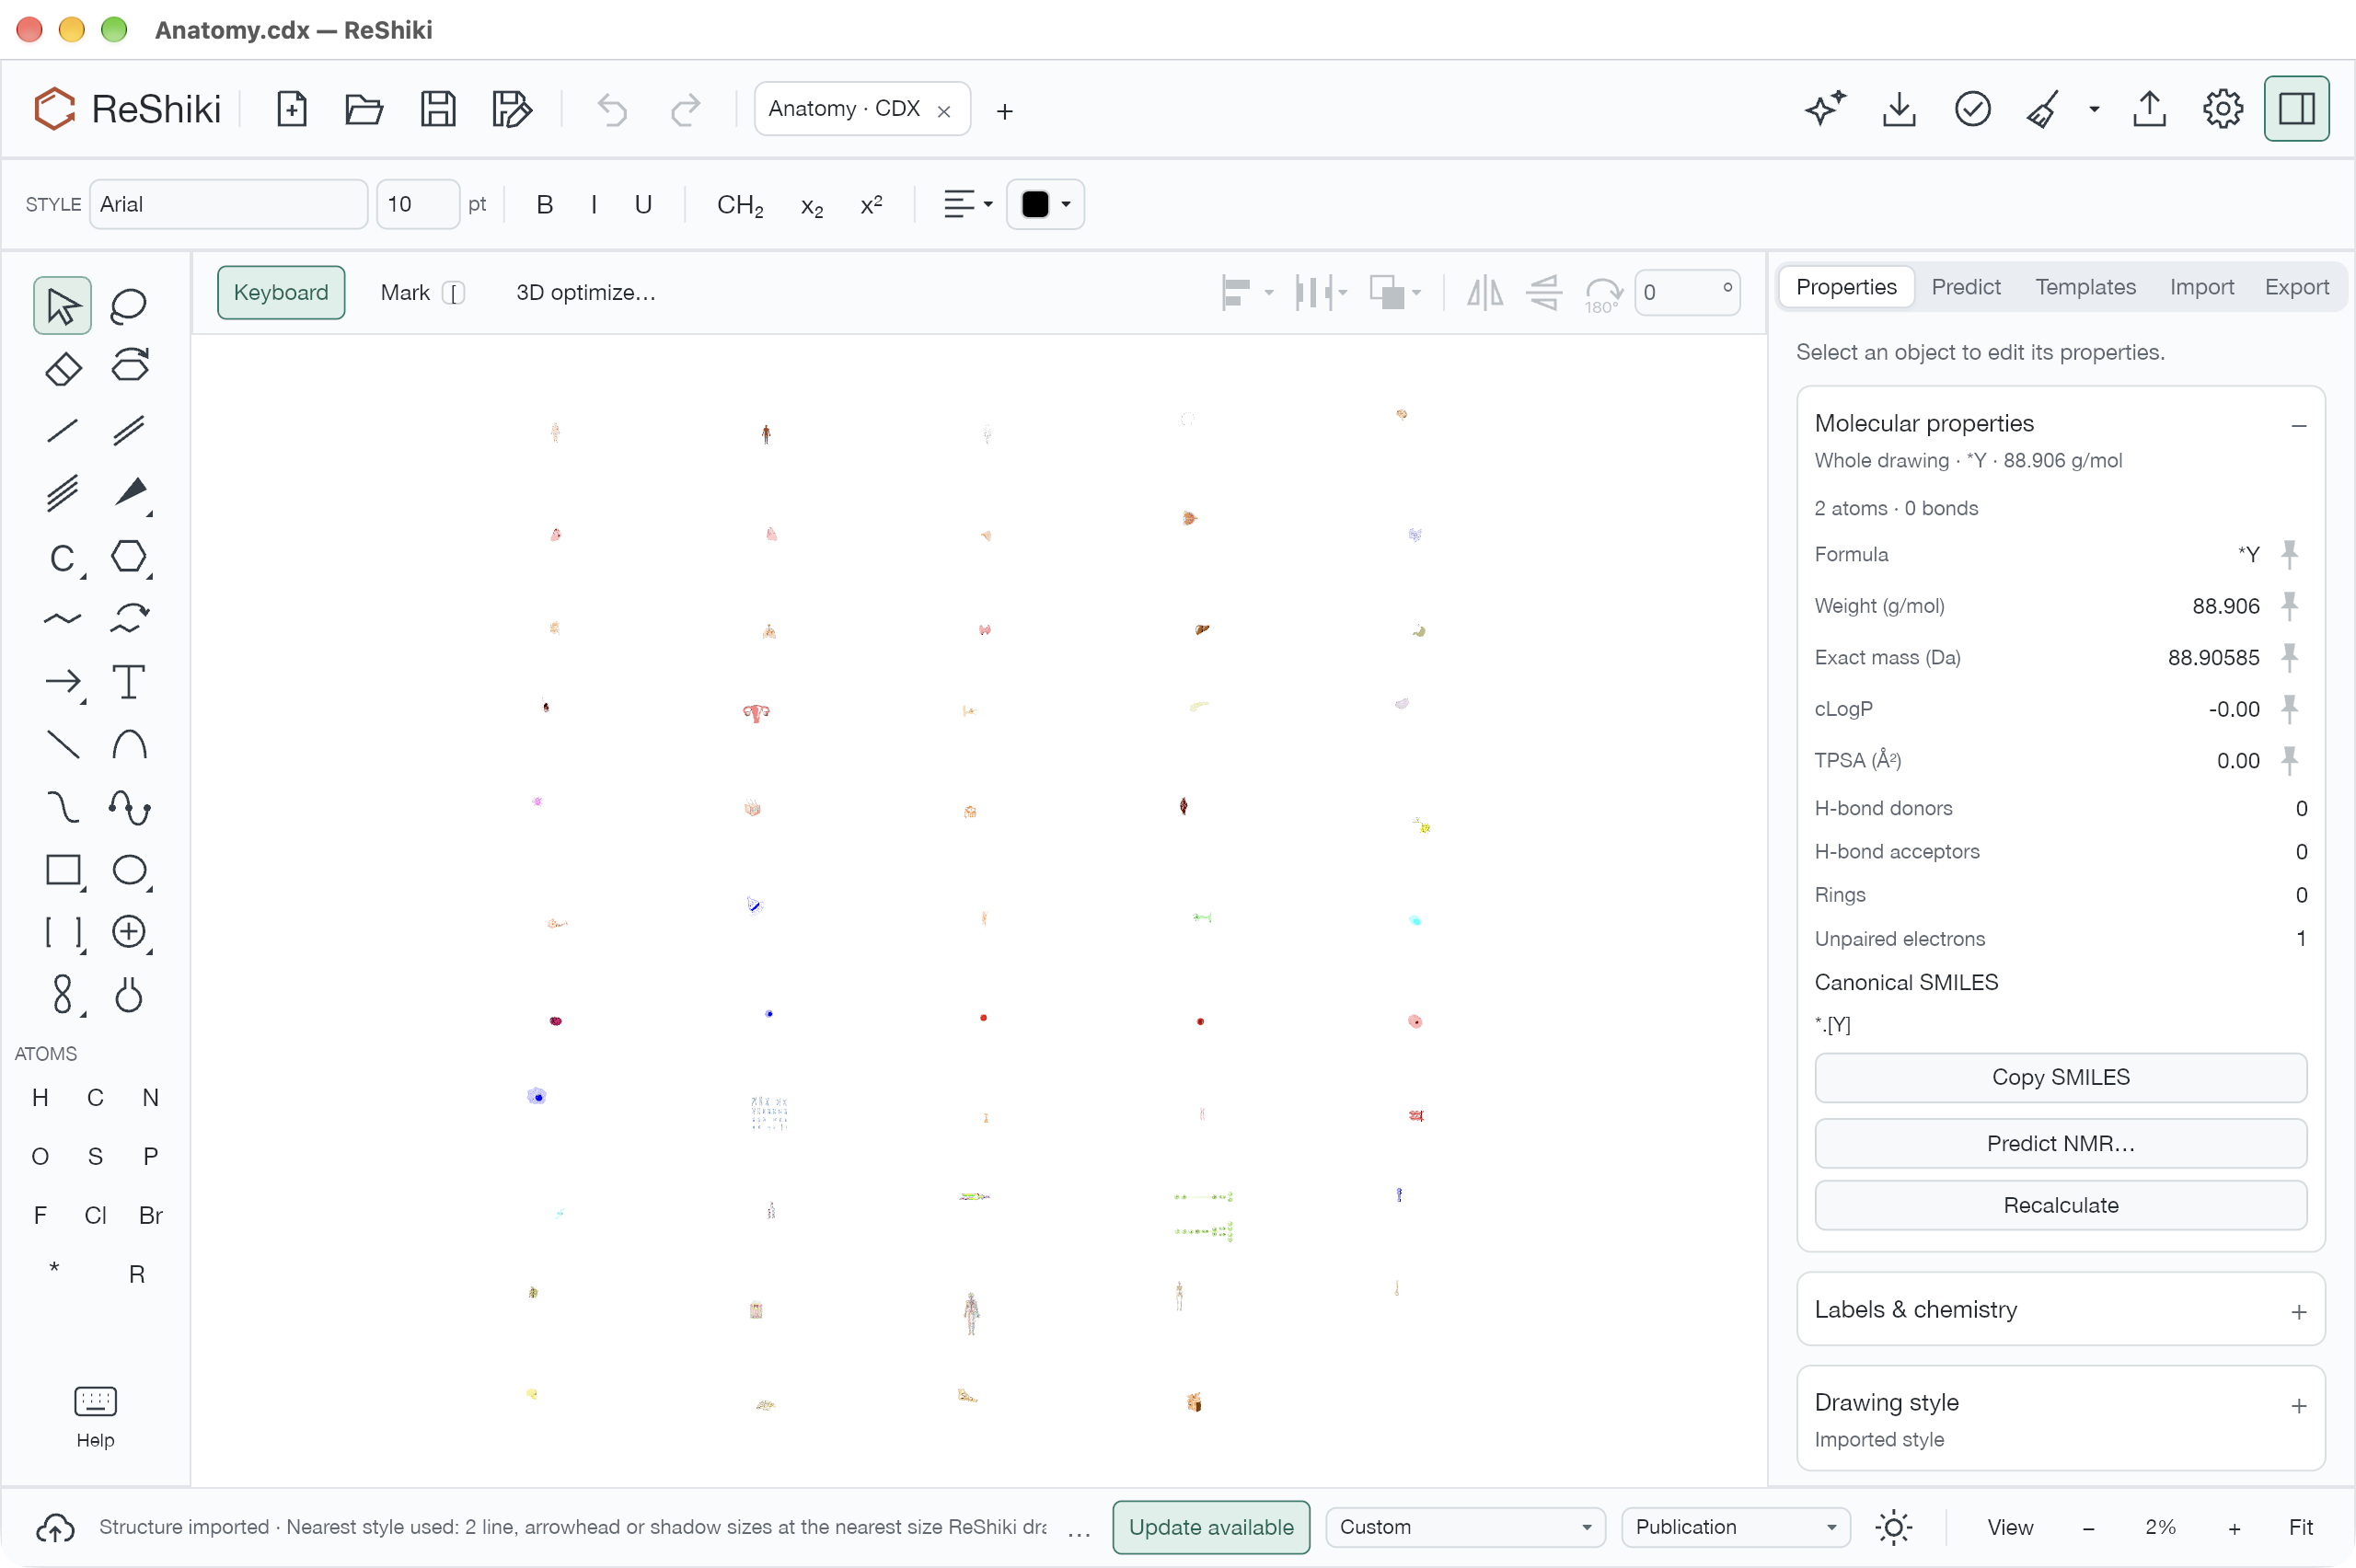 Anatomy.cdx — ReShiki
ReShiki
Anatomy · CDX
STYLE Arial 10 pt B I U CH₂ x₂ x²
Keyboard Mark [ 3D optimize... 180° 0 °
Properties Predict Templates Import Export
Select an object to edit its properties.
Molecular properties
Whole drawing · *Y · 88.906 g/mol
2 atoms · 0 bonds
Formula *Y
Weight (g/mol) 88.906
Exact mass (Da) 88.90585
cLogP -0.00
TPSA (Å²) 0.00
H-bond donors 0
H-bond acceptors 0
Rings 0
Unpaired electrons 1
Canonical SMILES
*.[Y]
Copy SMILES
Predict NMR...
Recalculate
Labels & chemistry
Drawing style
Imported style
C
T
[ ]
ATOMS
H C N
O S P
F Cl Br
* R
Help
Structure imported · Nearest style used: 2 line, arrowhead or shadow sizes at the nearest size ReShiki dra ...
Update available
Custom
Publication
View − 2% + Fit